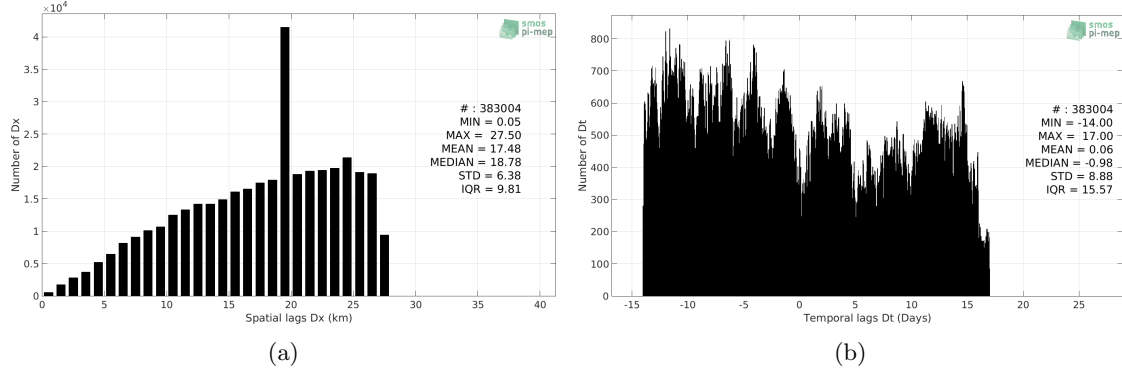 ×10⁴
4
3.5
3
2.5
2
1.5
1
0.5
0
Number of Dx
0 5 10 15 20 25 30 35 40
Spatial lags Dx (km)
smos
pi-mep
# : 383004
MIN = 0.05
MAX = 27.50
MEAN = 17.48
MEDIAN = 18.78
STD = 6.38
IQR = 9.81
(a)
800
700
600
500
400
300
200
100
0
Number of Dt
-15 -10 -5 0 5 10 15 20 25
Temporal lags Dt (Days)
smos
pi-mep
# : 383004
MIN = -14.00
MAX = 17.00
MEAN = 0.06
MEDIAN = -0.98
STD = 8.88
IQR = 15.57
(b)